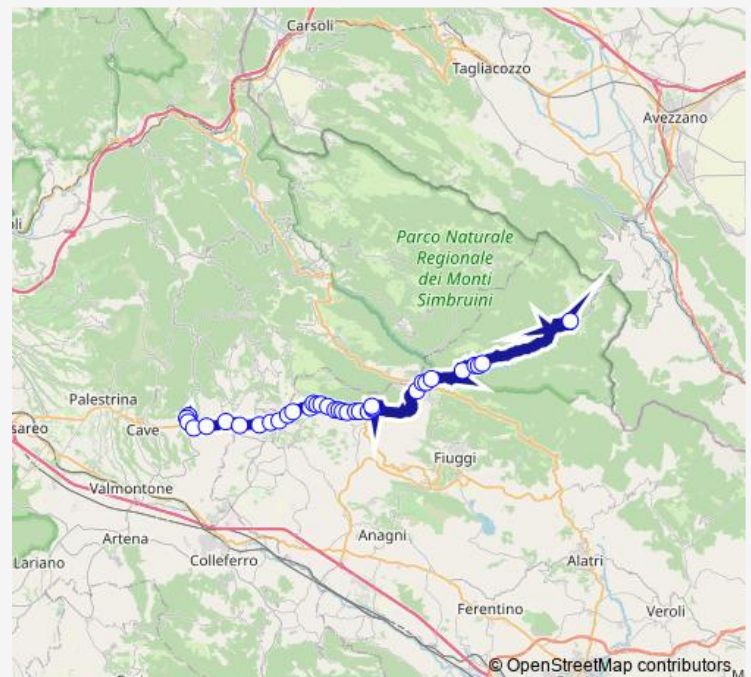 Carsoli
Tagliacozzo
Avezzano
Parco Naturale
Regionale
dei Monti
Simbruini
Palestrina
Cave
Fiuggi
Valmontone
Artena
Anagni
Lariano
Colleferro
Alatri
Ferentino
Veroli
© OpenStreetMap contributors